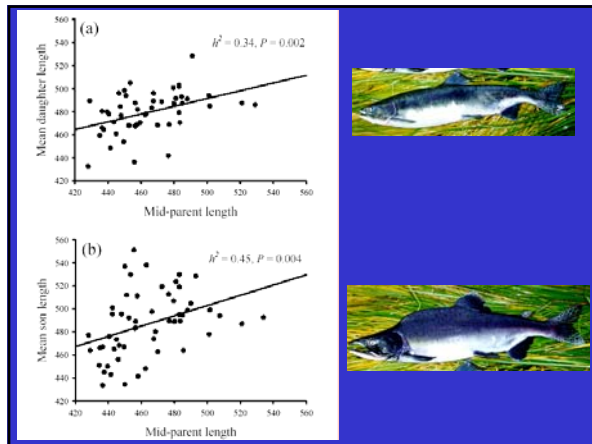 (a)
h² = 0.34, P = 0.002
Mean daughter length
560
540
520
500
480
460
440
420
420 440 460 480 500 520 540 560
Mid-parent length
(b)
h² = 0.45, P = 0.004
Mean son length
560
540
520
500
480
460
440
420
420 440 460 480 500 520 540 560
Mid-parent length